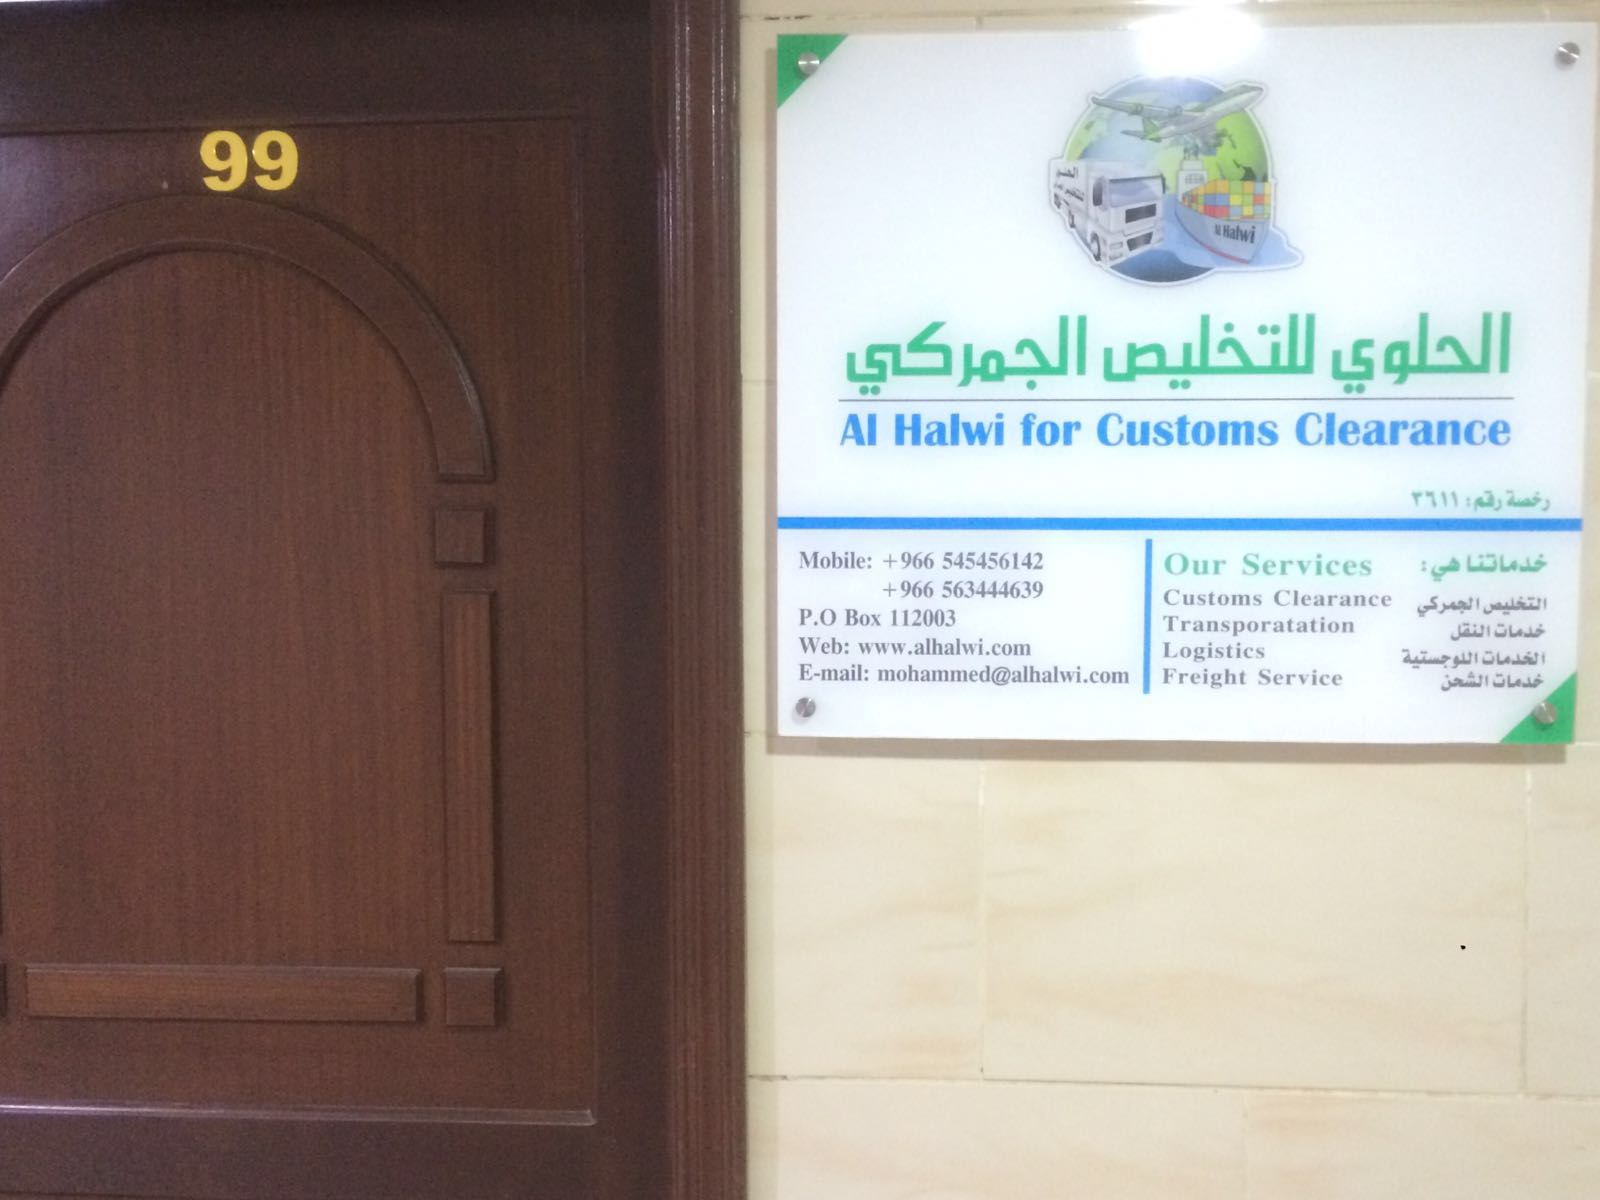 99
Al Halwi
الحلوي للتخليص الجمركي
Al Halwi for Customs Clearance
رخصة رقم: ٣٦١١
Mobile: +966 545456142
+966 563444639
P.O Box 112003
Web: www.alhalwi.com
E-mail: mohammed@alhalwi.com
Our Services
Customs Clearance
Transporatation
Logistics
Freight Service
خدماتنا هي:
التخليص الجمركي
خدمات النقل
الخدمات اللوجستية
خدمات الشحن